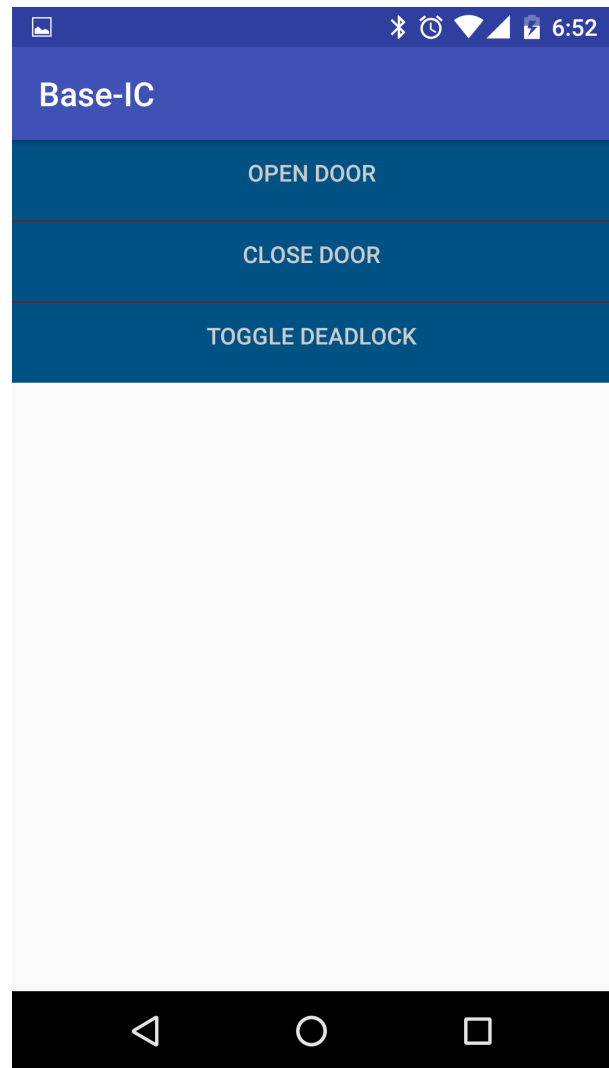 6:52
Base-IC
OPEN DOOR
CLOSE DOOR
TOGGLE DEADLOCK